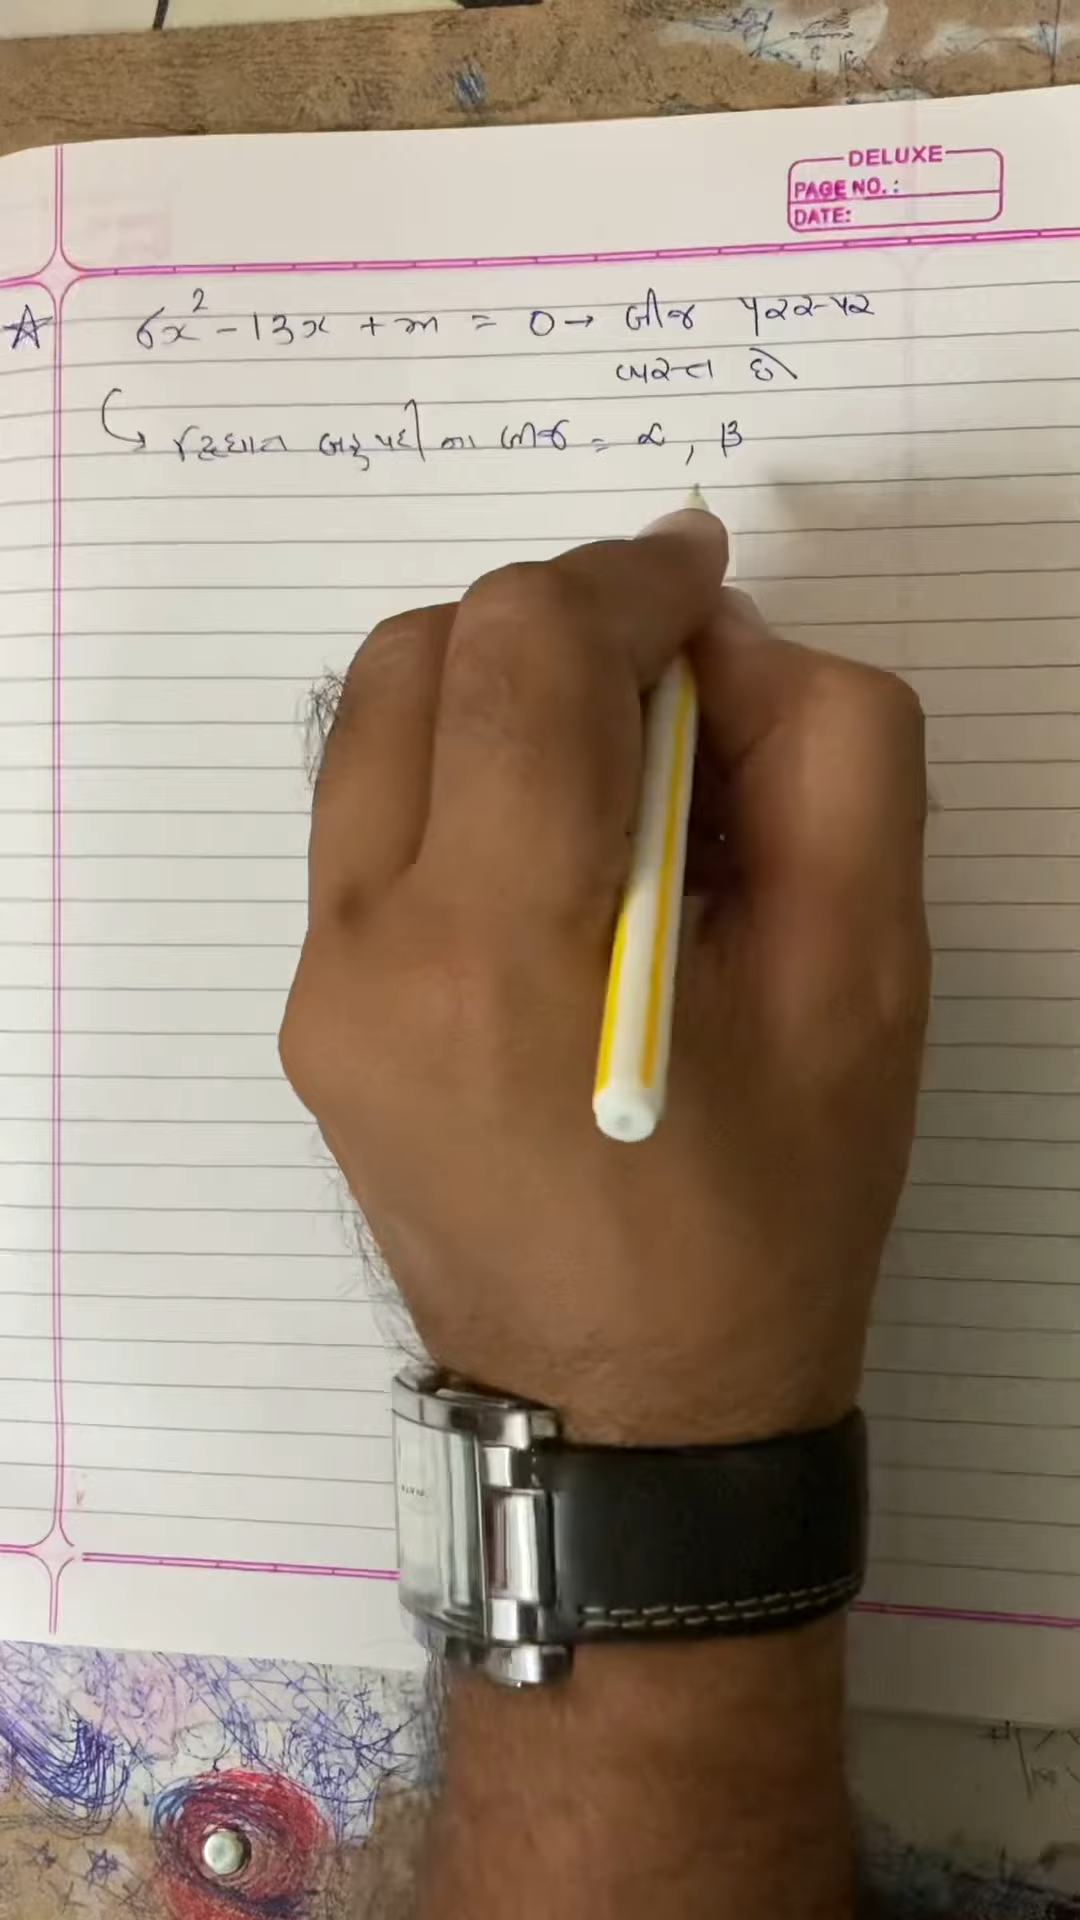 DELUXE
PAGE NO. :
DATE:
6x² - 13x + m = 0 → બીજ પરસ્પર
વ્યસ્ત છે
↳ દ્વિઘાત બહુપદી ના બીજ = α, β